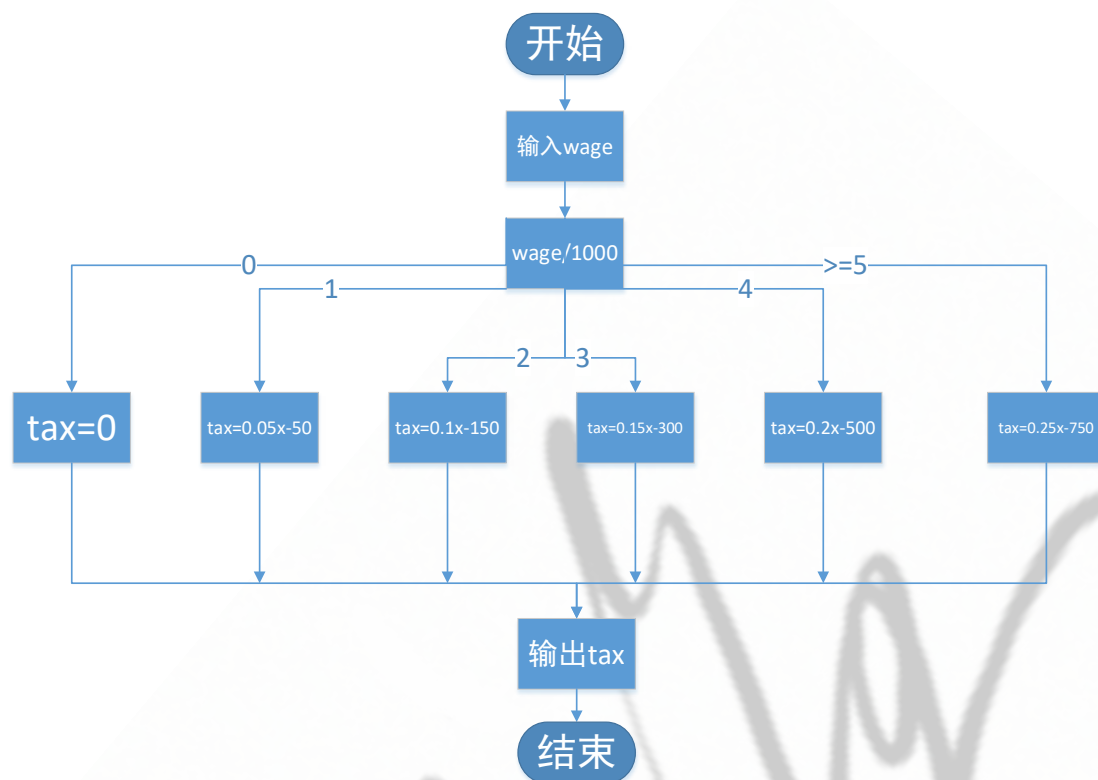 开始
输入wage
wage/1000
0
1
2
3
4
>=5
tax=0
tax=0.05x-50
tax=0.1x-150
tax=0.15x-300
tax=0.2x-500
tax=0.25x-750
输出tax
结束